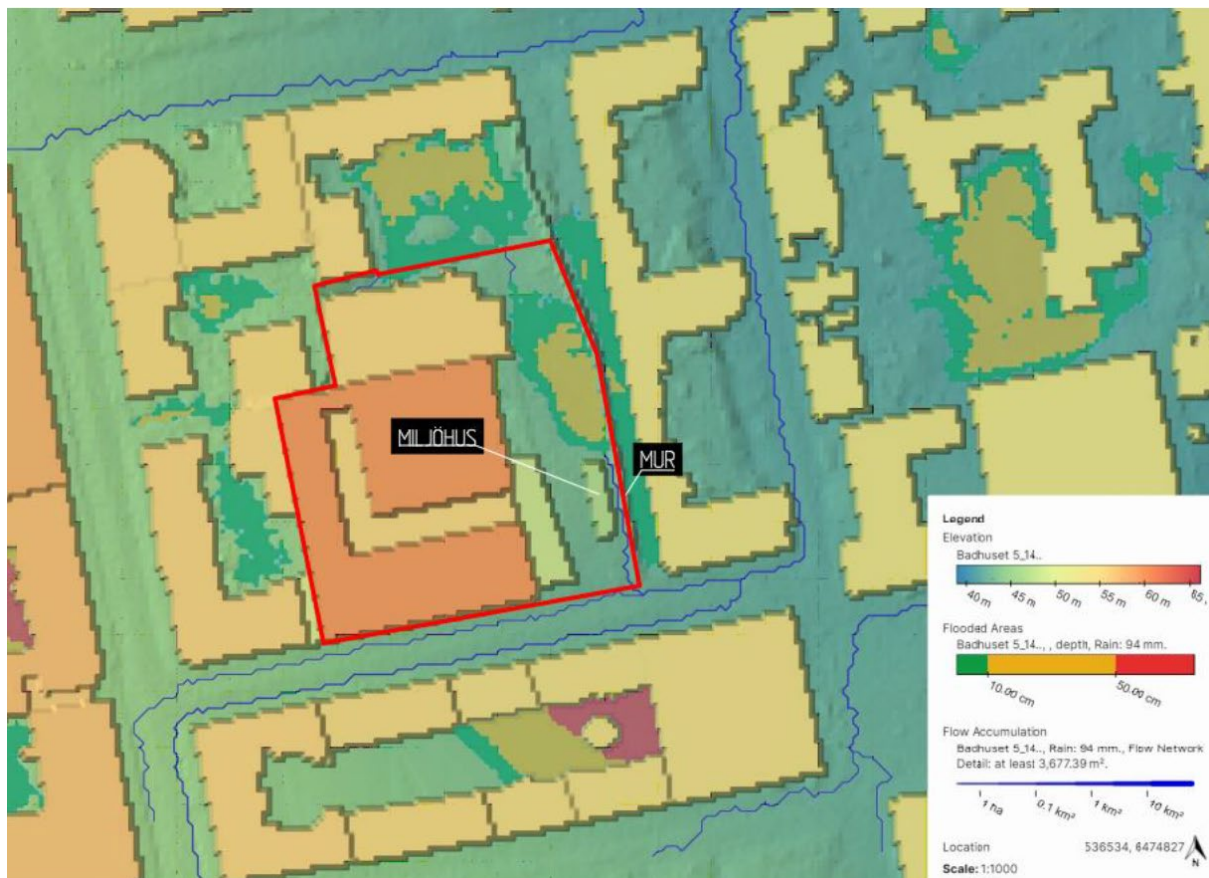 MILJÖHUS
MUR
Legend
Elevation
Badhuset 5_14..
40 m 45 m 50 m 55 m 60 m 65.
Flooded Areas
Badhuset 5_14.., , depth, Rain: 94 mm.
10.00 cm 50.00 cm
Flow Accumulation
Badhuset 5_14.., Rain: 94 mm., Flow Network
Detail: at least 3,677.39 m².
1 ha 0.1 km² 1 km² 10 km²
Location 536534, 6474827
N
Scale: 1:1000